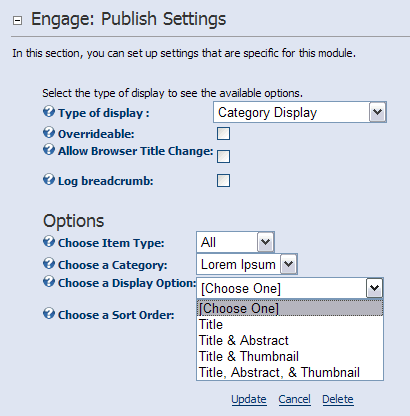 Engage: Publish Settings
In this section, you can set up settings that are specific for this module.
Select the type of display to see the available options.
Type of display : Category Display
Overrideable:
Allow Browser Title Change:
Log breadcrumb:
Options
Choose Item Type: All
Choose a Category: Lorem Ipsum
Choose a Display Option: [Choose One]
[Choose One]
Choose a Sort Order:
Title
Title & Abstract
Title & Thumbnail
Title, Abstract, & Thumbnail
Update Cancel Delete